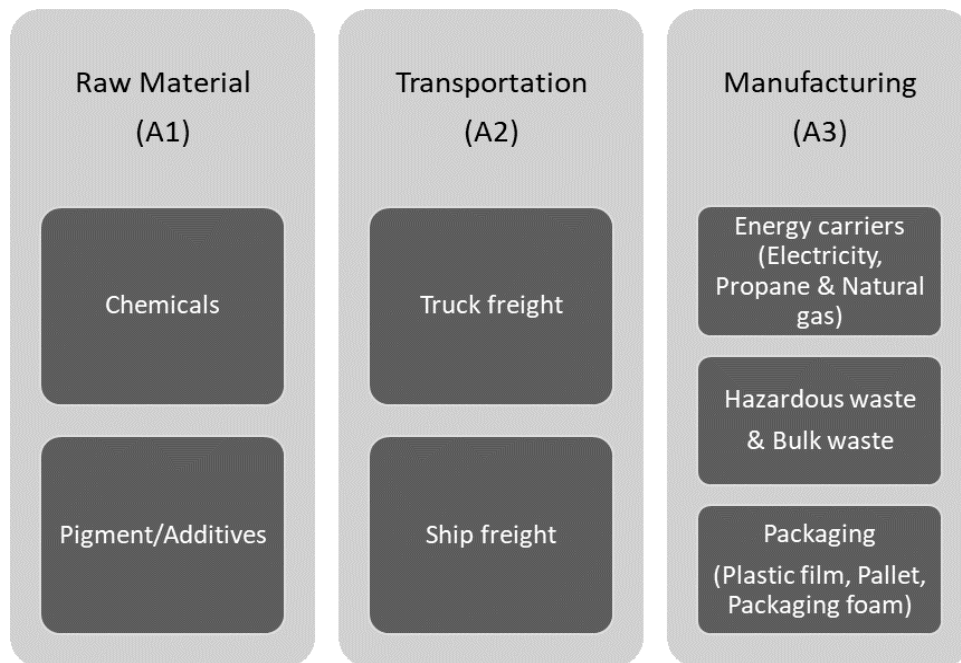 Raw Material
(A1)
Chemicals
Pigment/Additives
Transportation
(A2)
Truck freight
Ship freight
Manufacturing
(A3)
Energy carriers
(Electricity,
Propane & Natural
gas)
Hazardous waste
& Bulk waste
Packaging
(Plastic film, Pallet,
Packaging foam)